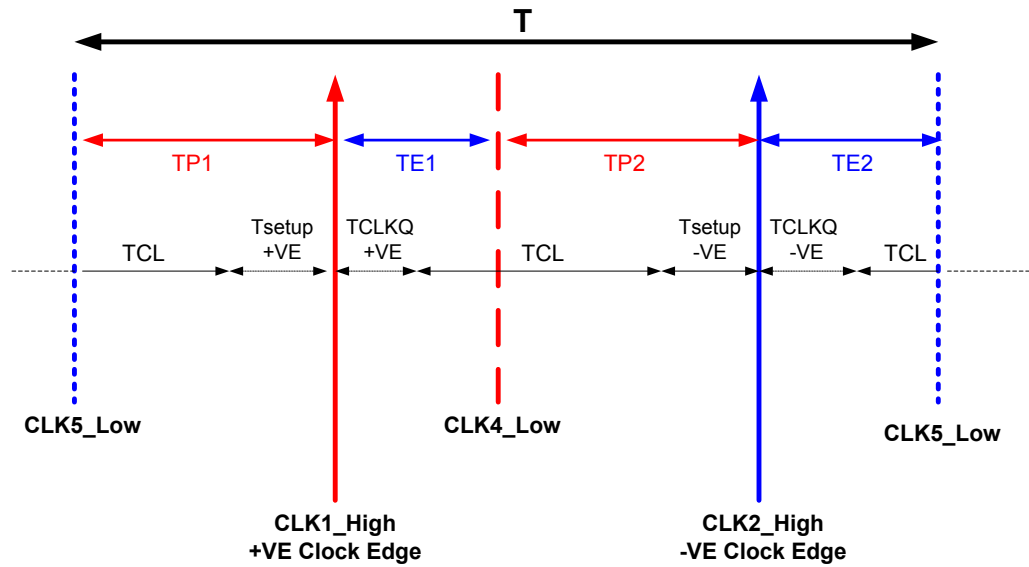 T
TP1
TE1
TP2
TE2
TCL
Tsetup
+VE
TCLKQ
+VE
TCL
Tsetup
-VE
TCLKQ
-VE
TCL
CLK5_Low
CLK4_Low
CLK5_Low
CLK1_High
+VE Clock Edge
CLK2_High
-VE Clock Edge